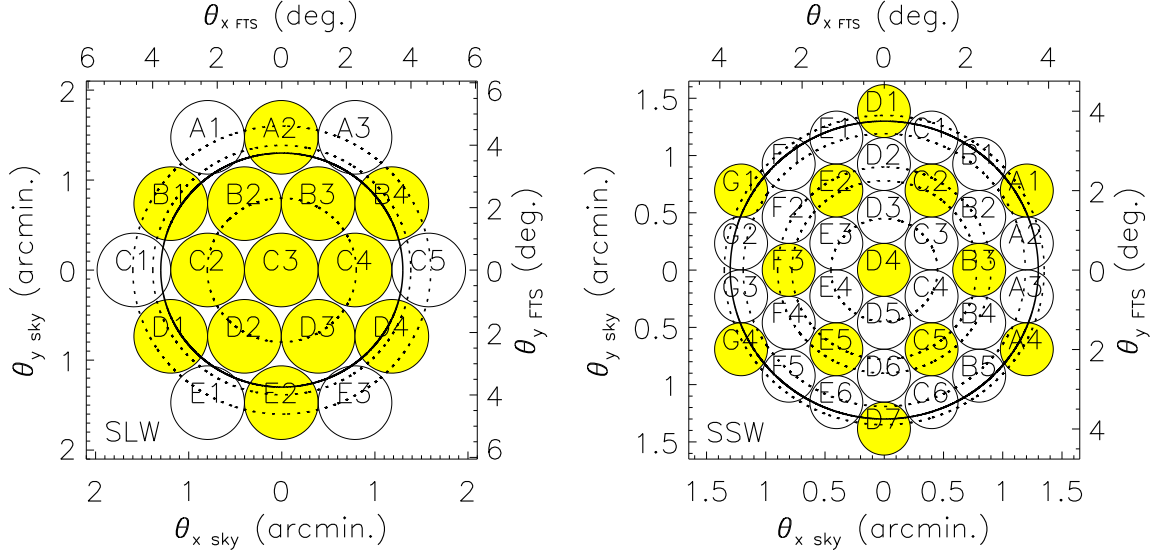 θx FTS (deg.)
6 4 2 0 2 4 6
2 1 0 1 2
θy sky (arcmin.)
A1 A2 A3
B1 B2 B3 B4
C1 C2 C3 C4 C5
D1 D2 D3 D4
E1 E2 E3
SLW
6 4 2 0 2 4 6
θy FTS (deg.)
2 1 0 1 2
θx sky (arcmin.)
θx FTS (deg.)
4 2 0 2 4
1.5 1 0.5 0 0.5 1 1.5
θy sky (arcmin.)
D1
E1 C1
F1 D2 B1
G1 E2 C2 A1
F2 D3 B2
G2 E3 C3 A2
F3 D4 B3
G3 E4 C4 A3
F4 D5 B4
G4 E5 C5 A4
F5 D6 B5
E6 C6
D7
SSW
4 2 0 2 4
θy FTS (deg.)
1.5 1 0.5 0 0.5 1 1.5
θx sky (arcmin.)